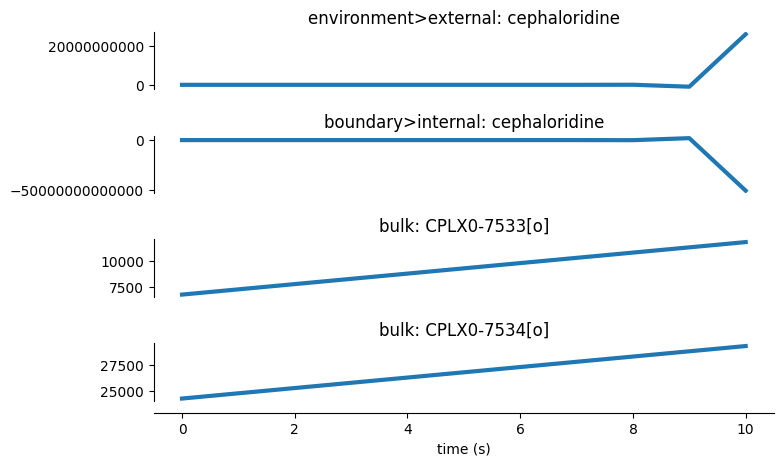 environment>external: cephaloridine
20000000000
0
boundary>internal: cephaloridine
0
−50000000000000
bulk: CPLX0-7533[o]
10000
7500
bulk: CPLX0-7534[o]
27500
25000
0 2 4 6 8 10
time (s)